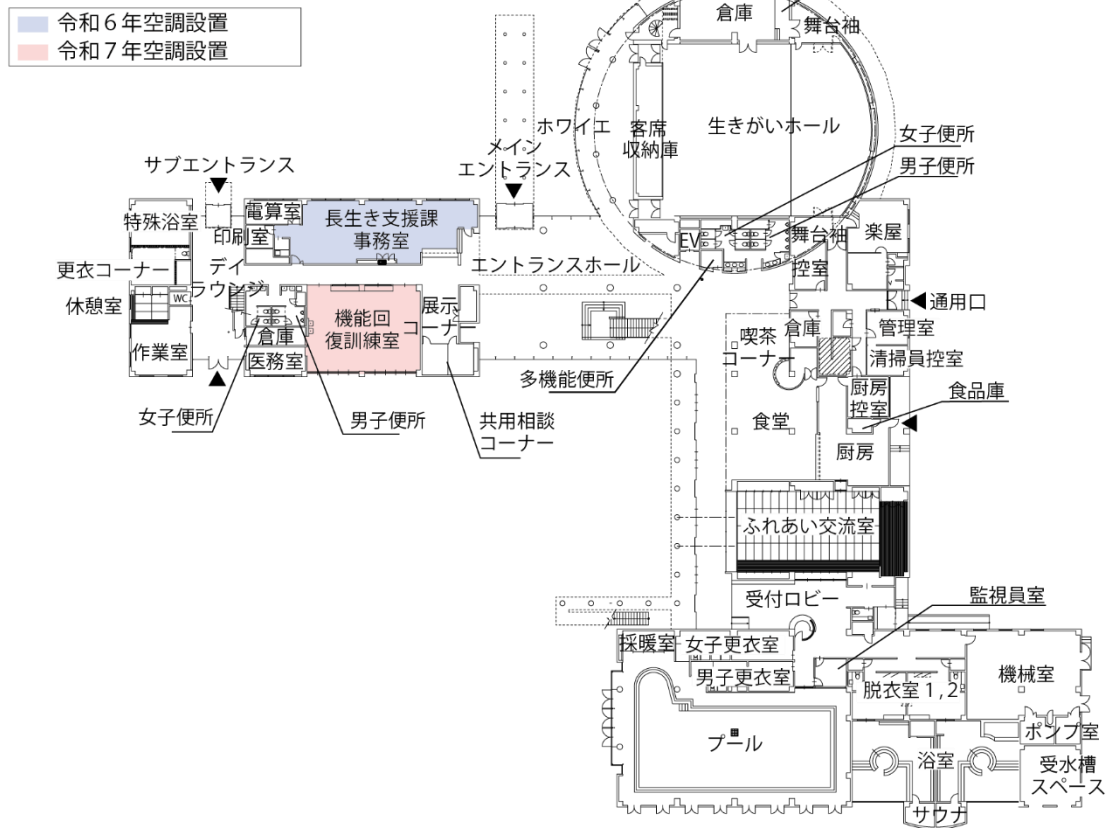 令和６年空調設置
令和７年空調設置
倉庫
舞台袖
ホワイエ
客席
収納庫
生きがいホール
女子便所
男子便所
メイン
エントランス
サブエントランス
特殊浴室
電算室
印刷室
長生き支援課
事務室
EV
舞台袖
楽屋
更衣コーナー
デイ
ラウンジ
エントランスホール
控室
休憩室
WC
機能回
復訓練室
展示
コーナー
喫茶
コーナー
倉庫
通用口
管理室
作業室
倉庫
医務室
清掃員控室
多機能便所
厨房
控室
食品庫
女子便所
男子便所
共用相談
コーナー
食堂
厨房
ふれあい交流室
受付ロビー
監視員室
採暖室
女子更衣室
男子更衣室
脱衣室１,２
機械室
プール
ポンプ室
浴室
受水槽
スペース
サウナ